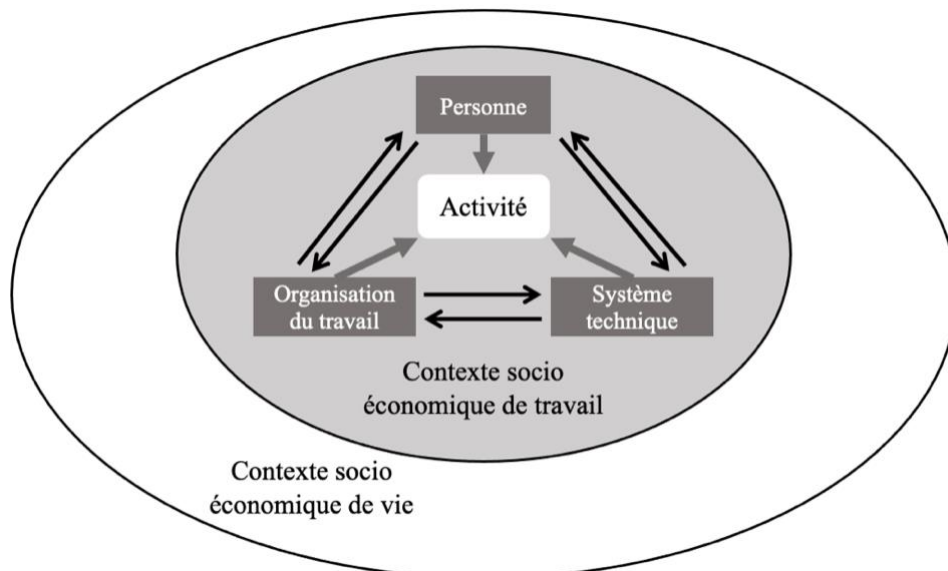 Personne
Activité
Organisation
du travail
Système
technique
Contexte socio
économique de travail
Contexte socio
économique de vie